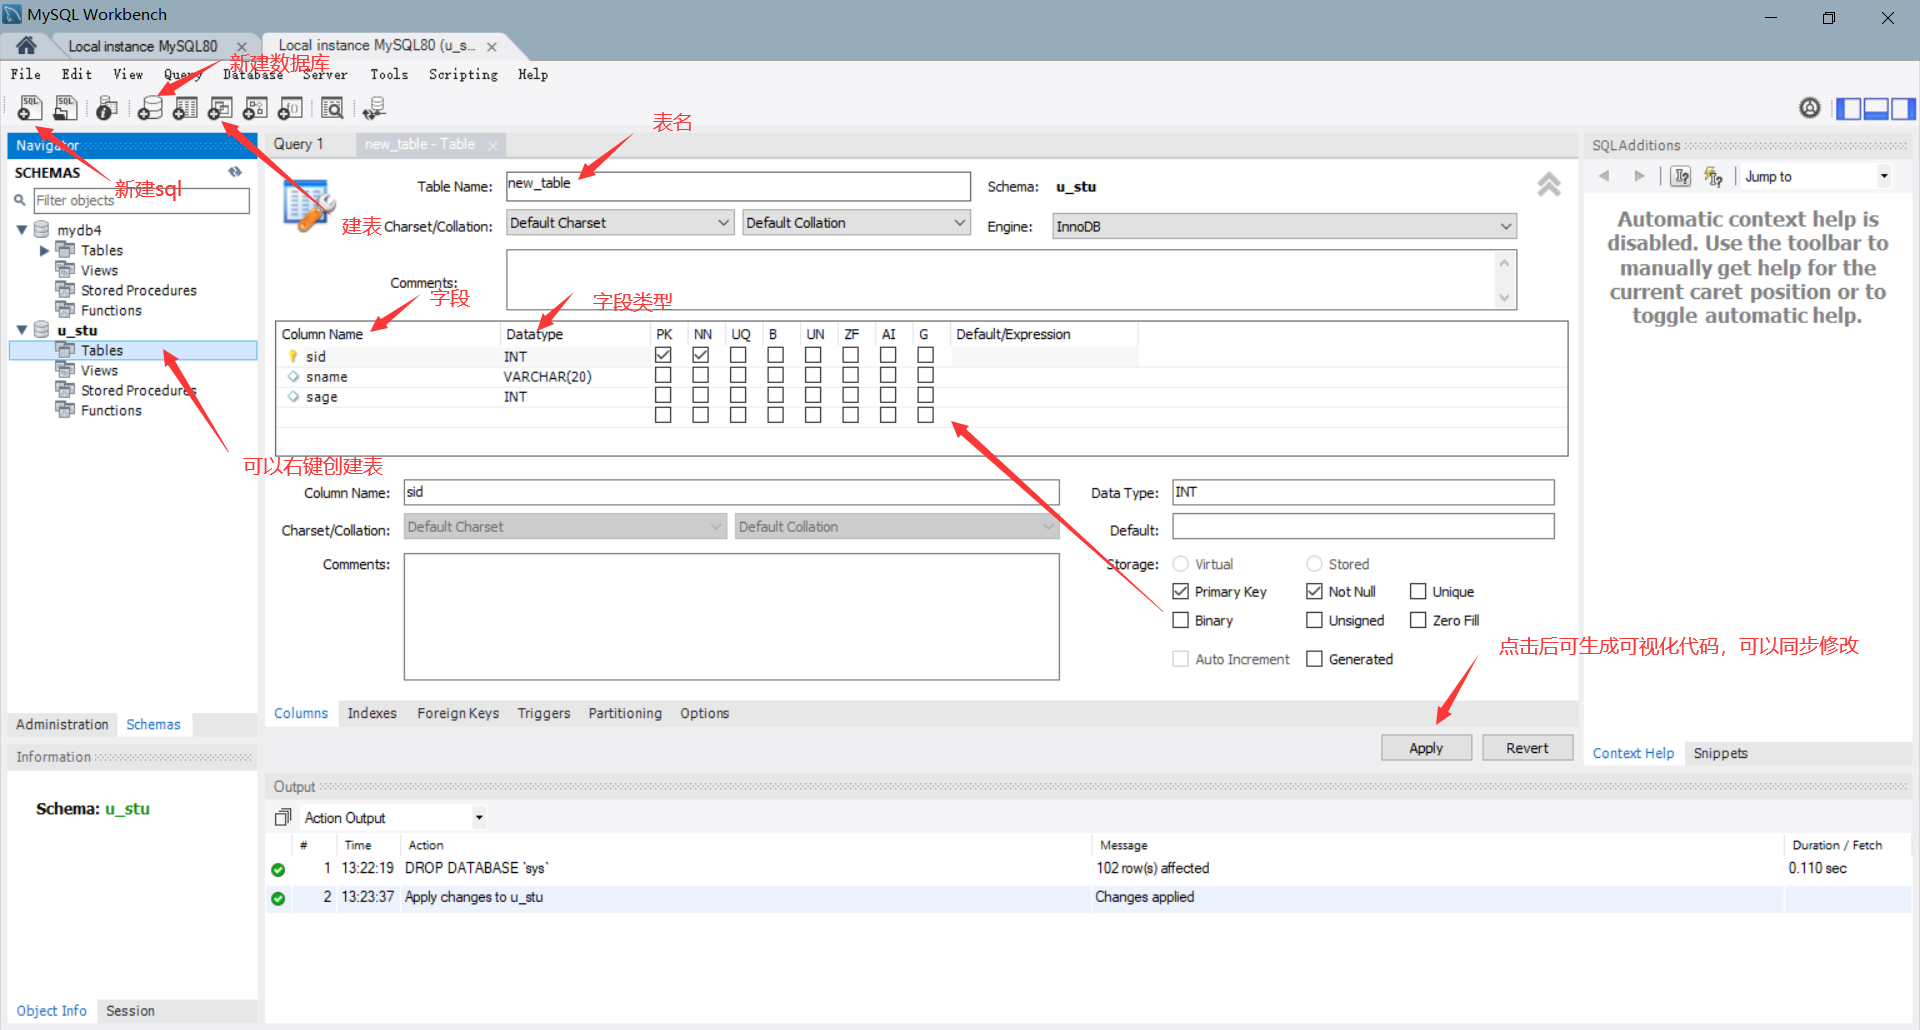 MySQL Workbench
Local instance MySQL80
Local instance MySQL80 (u_s...
File Edit View Query Database Server Tools Scripting Help
新建数据库
Navigator
Query 1
new_table - Table
表名
SQLAdditions
SCHEMAS
新建sql
Filter objects
Table Name:
new_table
Schema:
u_stu
Jump to
建表
Charset/Collation:
Default Charset
Default Collation
Engine:
InnoDB
mydb4
Tables
Views
Stored Procedures
Functions
u_stu
Tables
Views
Stored Procedures
Functions
可以右键创建表
Comments:
字段
字段类型
Column Name Datatype PK NN UQ B UN ZF AI G Default/Expression
sid INT
sname VARCHAR(20)
sage INT
Automatic context help is
disabled. Use the toolbar to
manually get help for the
current caret position or to
toggle automatic help.
Column Name:
sid
Data Type:
INT
Charset/Collation:
Default Charset
Default Collation
Default:
Comments:
Storage:
Virtual
Stored
Primary Key
Not Null
Unique
Binary
Unsigned
Zero Fill
Auto Increment
Generated
点击后可生成可视化代码，可以同步修改
Columns Indexes Foreign Keys Triggers Partitioning Options
Apply
Revert
Administration
Schemas
Context Help
Snippets
Information
Schema: u_stu
Output
Action Output
# Time Action Message Duration / Fetch
1 13:22:19 DROP DATABASE `sys` 102 row(s) affected 0.110 sec
2 13:23:37 Apply changes to u_stu Changes applied
Object Info
Session